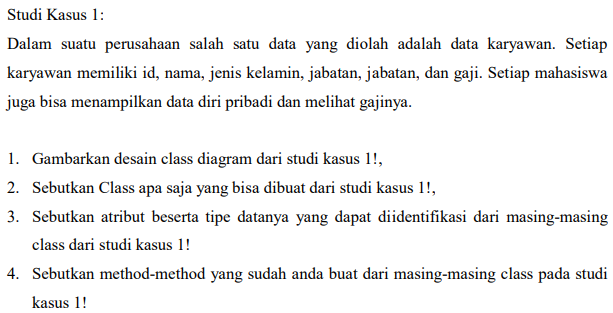 Studi Kasus 1:
Dalam suatu perusahaan salah satu data yang diolah adalah data karyawan. Setiap
karyawan memiliki id, nama, jenis kelamin, jabatan, jabatan, dan gaji. Setiap mahasiswa
juga bisa menampilkan data diri pribadi dan melihat gajinya.
1. Gambarkan desain class diagram dari studi kasus 1!,
2. Sebutkan Class apa saja yang bisa dibuat dari studi kasus 1!,
3. Sebutkan atribut beserta tipe datanya yang dapat diidentifikasi dari masing-masing
class dari studi kasus 1!
4. Sebutkan method-method yang sudah anda buat dari masing-masing class pada studi
kasus 1!